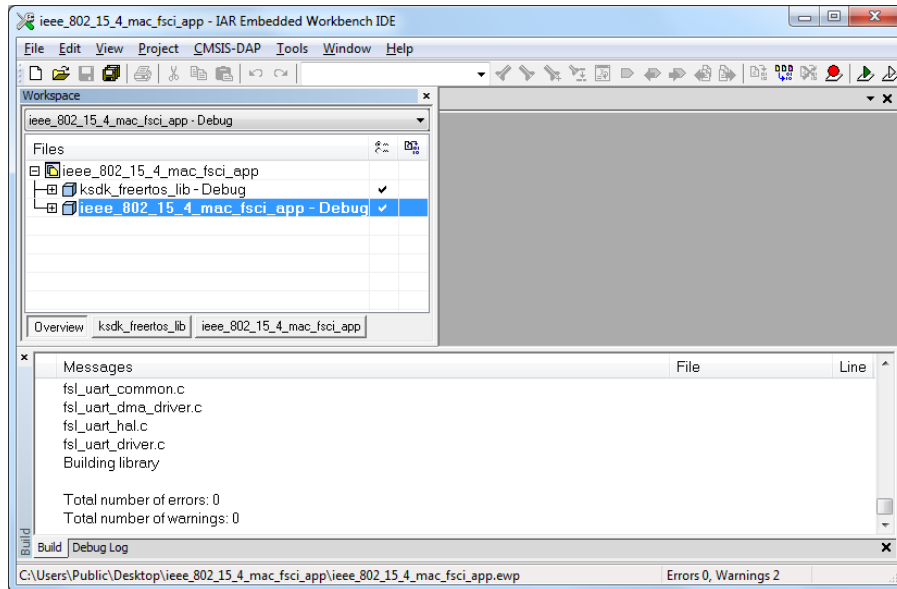 ieee_802_15_4_mac_fsci_app - IAR Embedded Workbench IDE
File Edit View Project CMSIS-DAP Tools Window Help
Workspace
ieee_802_15_4_mac_fsci_app - Debug
Files
ieee_802_15_4_mac_fsci_app
ksdk_freertos_lib - Debug
ieee_802_15_4_mac_fsci_app - Debug
Overview ksdk_freertos_lib ieee_802_15_4_mac_fsci_app
Messages File Line
fsl_uart_common.c
fsl_uart_dma_driver.c
fsl_uart_hal.c
fsl_uart_driver.c
Building library
Total number of errors: 0
Total number of warnings: 0
Build
Build Debug Log
C:\Users\Public\Desktop\ieee_802_15_4_mac_fsci_app\ieee_802_15_4_mac_fsci_app.ewp Errors 0, Warnings 2